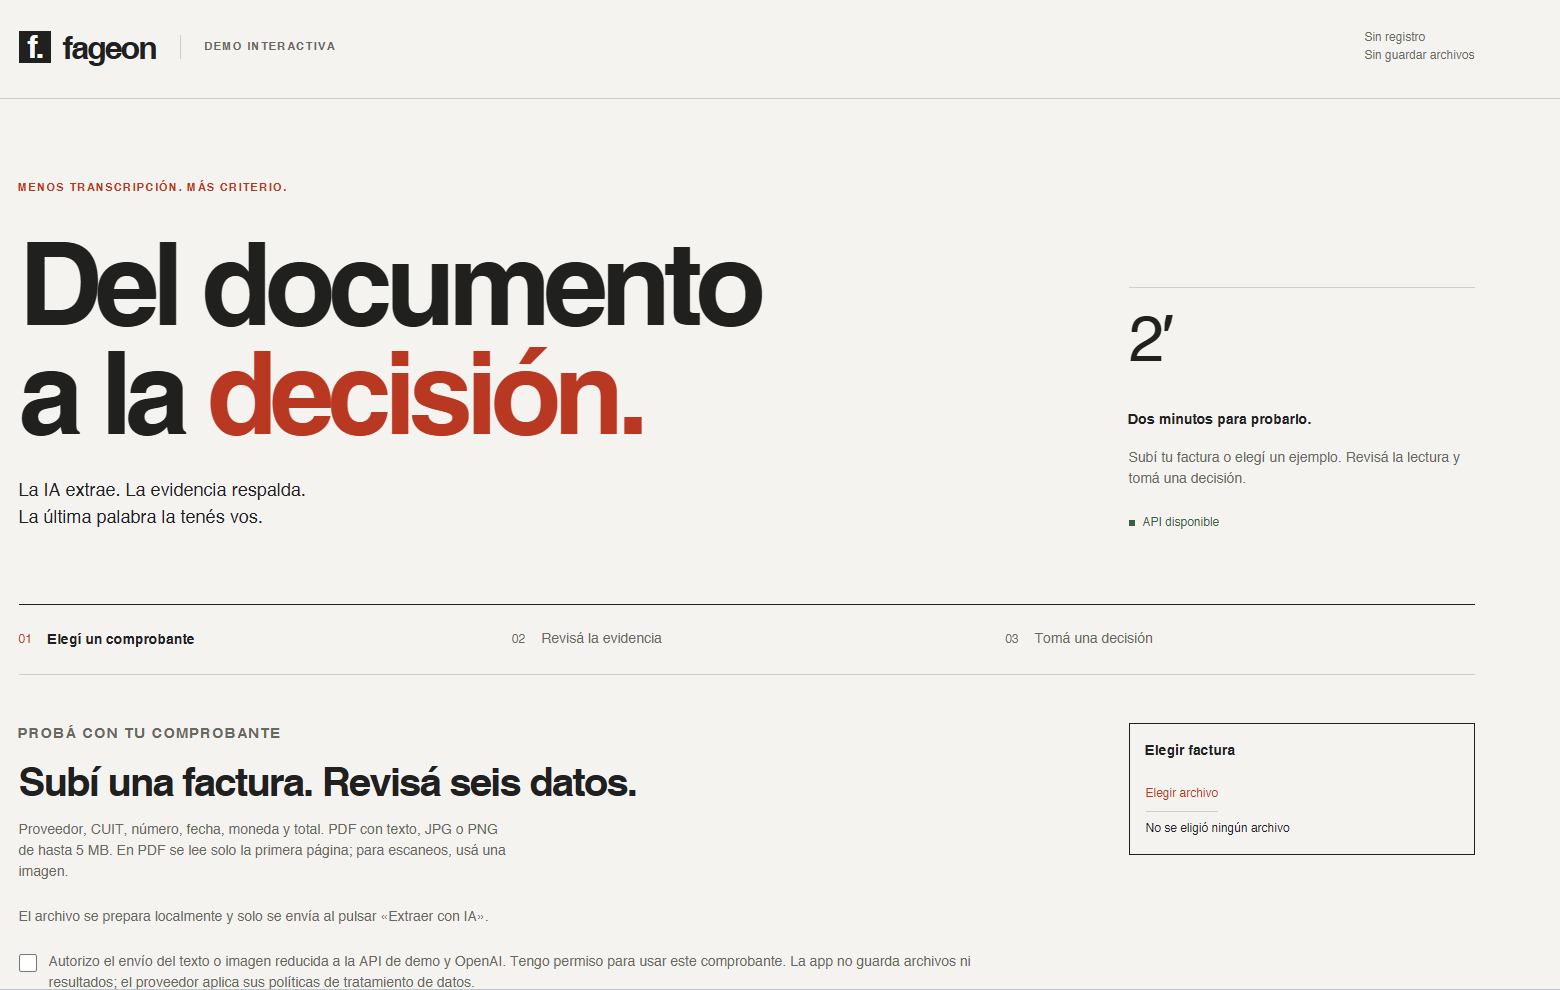 f. fageon
DEMO INTERACTIVA
Sin registro
Sin guardar archivos
MENOS TRANSCRIPCIÓN. MÁS CRITERIO.
Del documento
a la decisión.
La IA extrae. La evidencia respalda.
La última palabra la tenés vos.
2′
Dos minutos para probarlo.
Subí tu factura o elegí un ejemplo. Revisá la lectura y
tomá una decisión.
API disponible
01 Elegí un comprobante
02 Revisá la evidencia
03 Tomá una decisión
PROBÁ CON TU COMPROBANTE
Subí una factura. Revisá seis datos.
Proveedor, CUIT, número, fecha, moneda y total. PDF con texto, JPG o PNG
de hasta 5 MB. En PDF se lee solo la primera página; para escaneos, usá una
imagen.
El archivo se prepara localmente y solo se envía al pulsar «Extraer con IA».
Autorizo el envío del texto o imagen reducida a la API de demo y OpenAI. Tengo permiso para usar este comprobante. La app no guarda archivos ni
resultados; el proveedor aplica sus políticas de tratamiento de datos.
Elegir factura
Elegir archivo
No se eligió ningún archivo